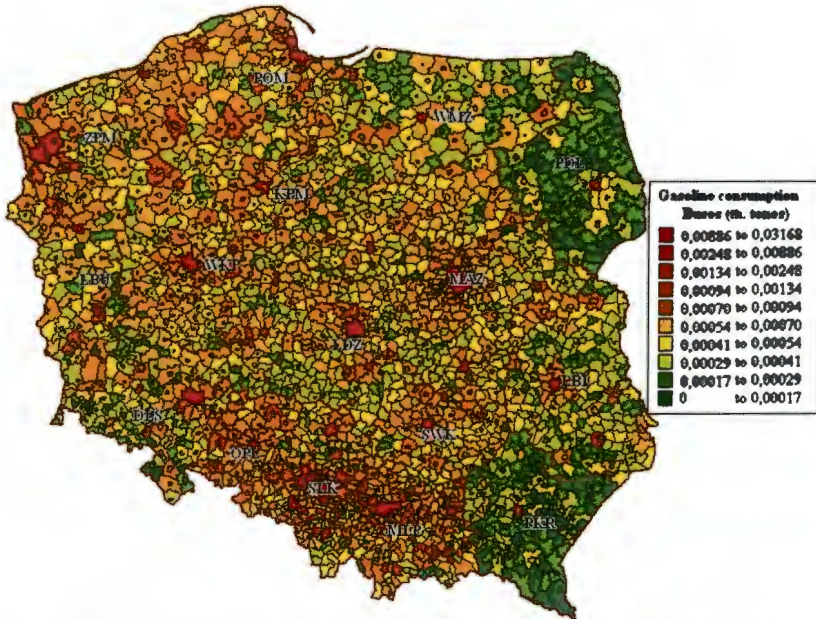 POM
WMZ
ZPM
PDL
KPM
LBU
WKP
MAZ
LDZ
LBL
DLS
SWK
OPL
SLK
MLP
PKR
Gasoline consumption
Buses (th. tones)
0,00886 to 0,03168
0,00248 to 0,00886
0,00134 to 0,00248
0,00094 to 0,00134
0,00070 to 0,00094
0,00054 to 0,00070
0,00041 to 0,00054
0,00029 to 0,00041
0,00017 to 0,00029
0 to 0,00017